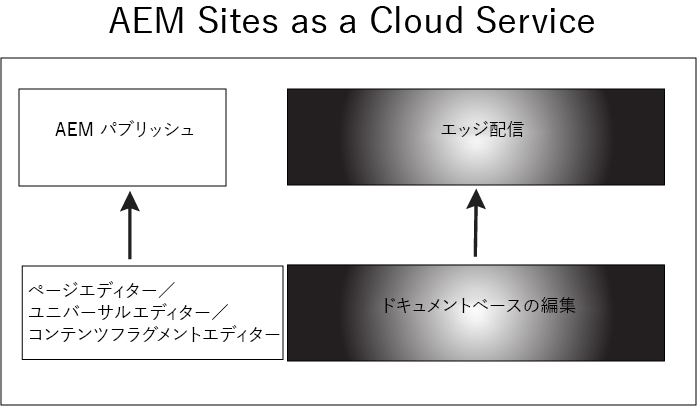 AEM Sites as a Cloud Service
AEM パブリッシュ
エッジ配信
ページエディター／
ユニバーサルエディター／
コンテンツフラグメントエディター
ドキュメントベースの編集